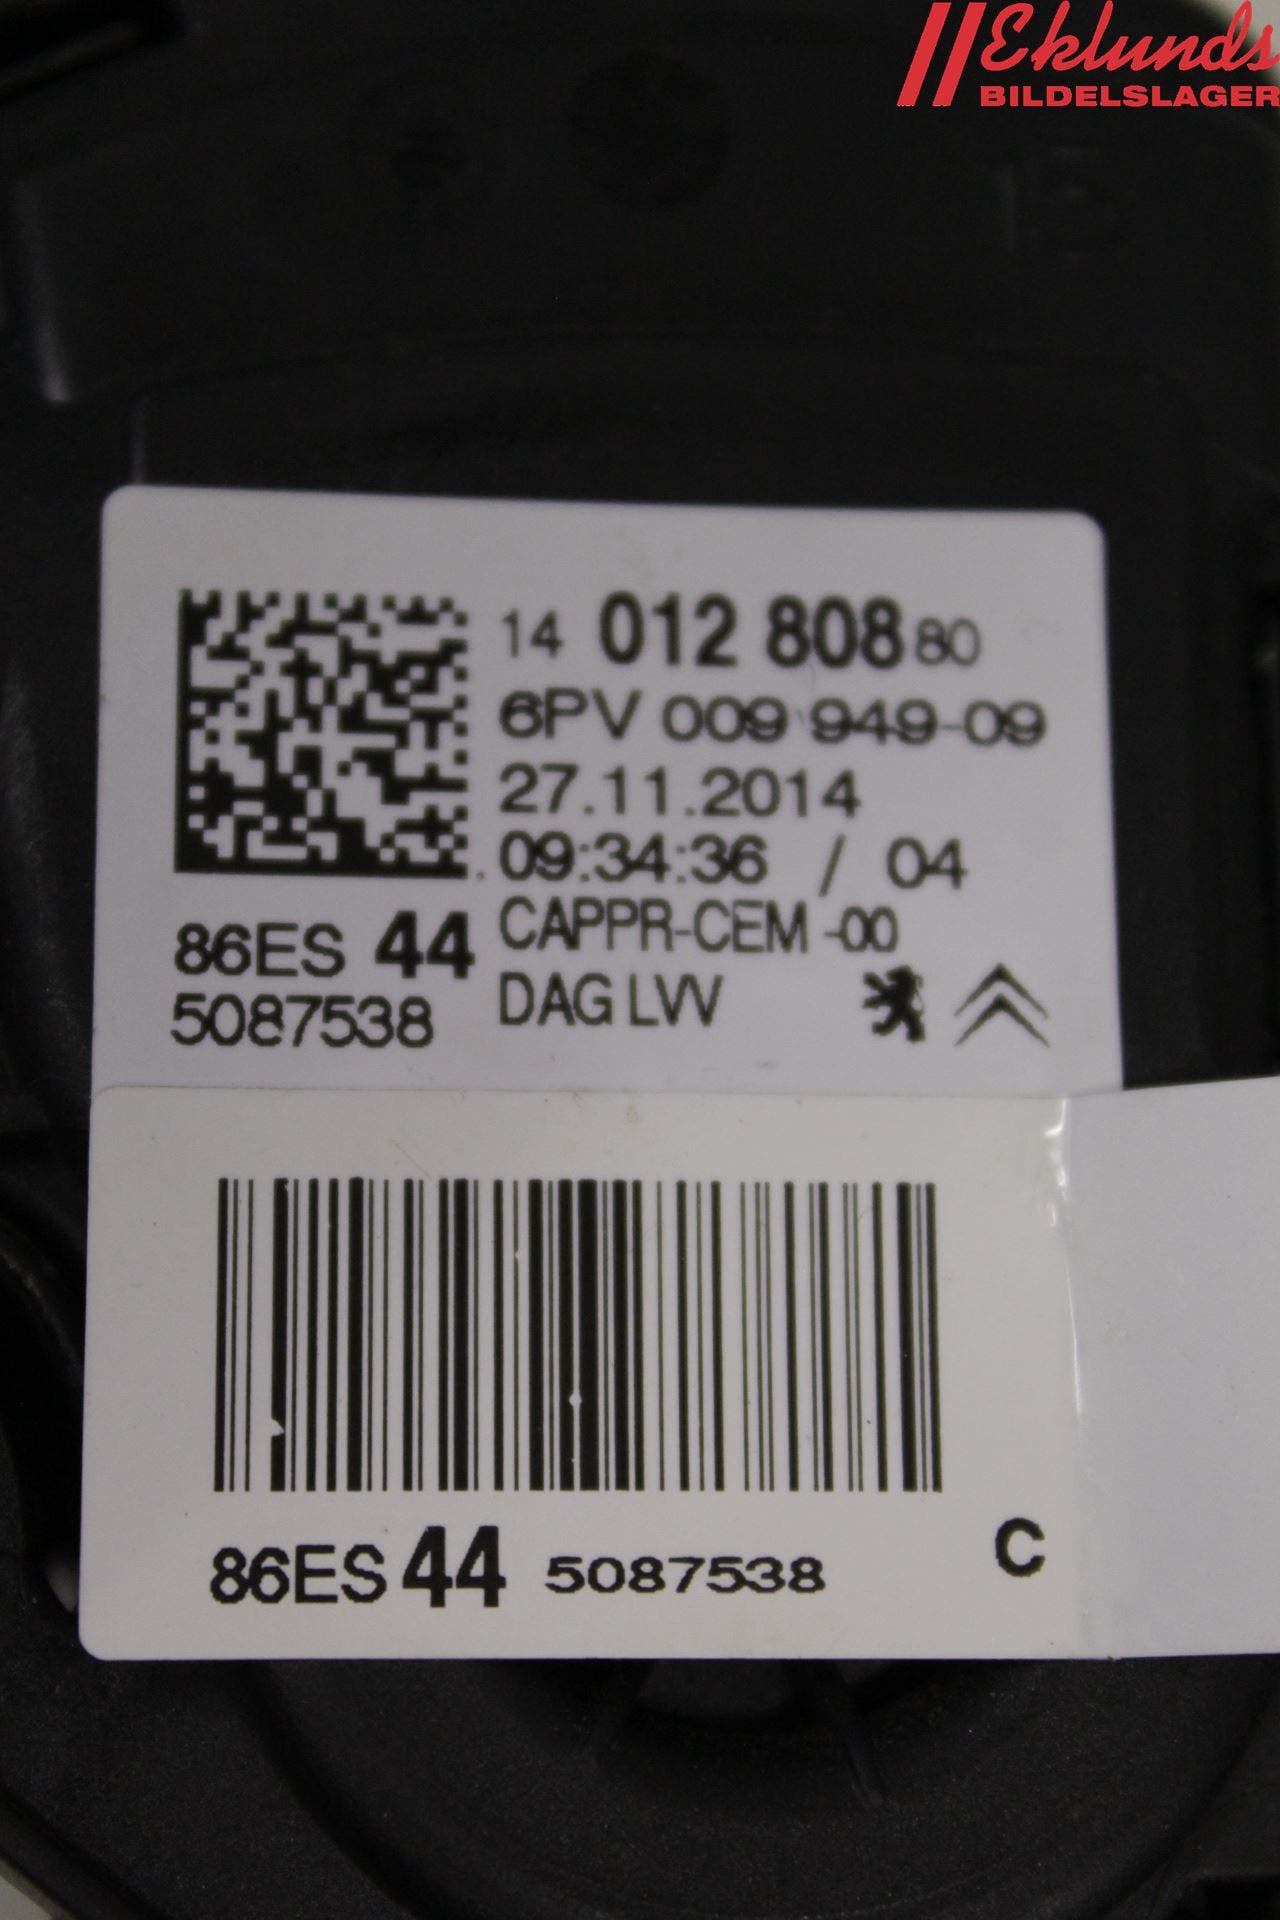 Eklunds
BILDELSLAGER
14 012 808 80
6PV 009 949-09
27.11.2014
09:34:36 / 04
CAPPR-CEM -00
86ES 44
DAG LVV
5087538
86ES 44 5087538
C